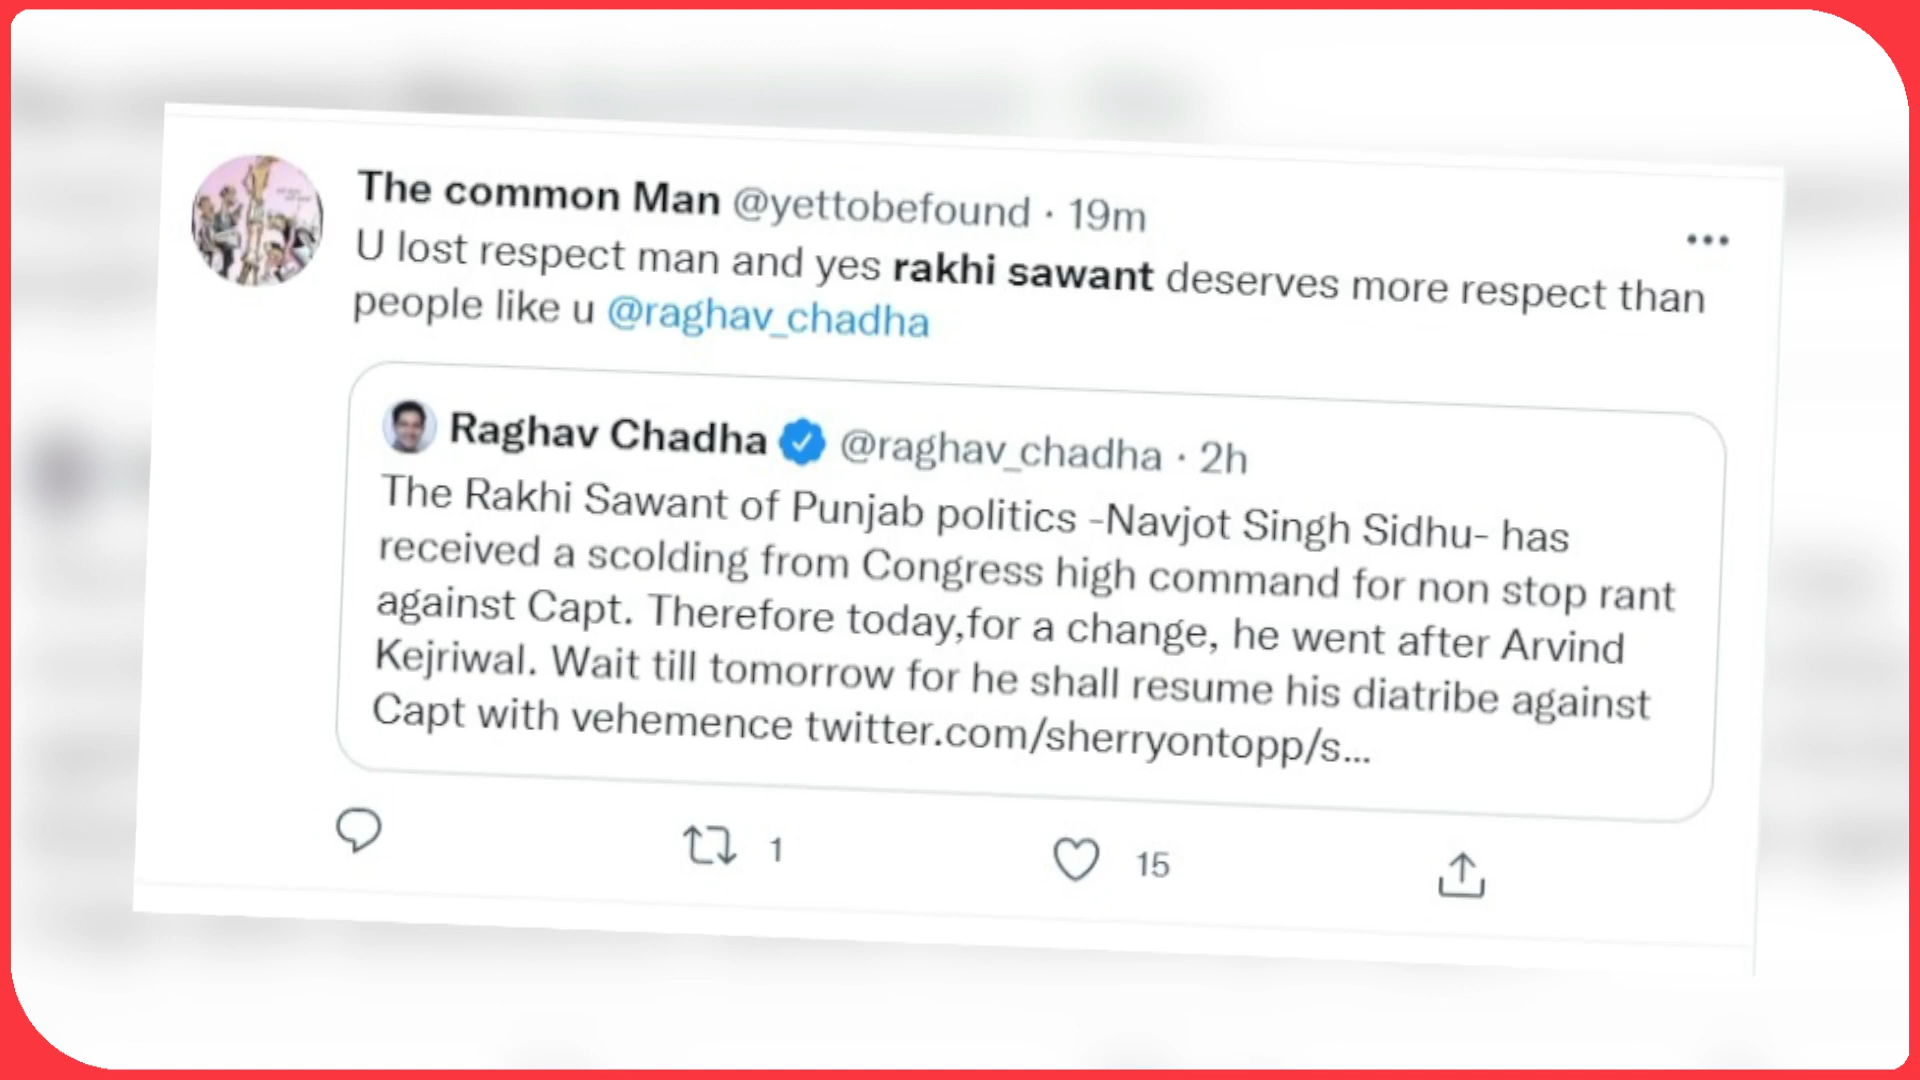 The common Man @yettobefound · 19m
U lost respect man and yes rakhi sawant deserves more respect than
people like u @raghav_chadha
Raghav Chadha @raghav_chadha · 2h
The Rakhi Sawant of Punjab politics -Navjot Singh Sidhu- has
received a scolding from Congress high command for non stop rant
against Capt. Therefore today,for a change, he went after Arvind
Kejriwal. Wait till tomorrow for he shall resume his diatribe against
Capt with vehemence twitter.com/sherryontopp/s...
1 15